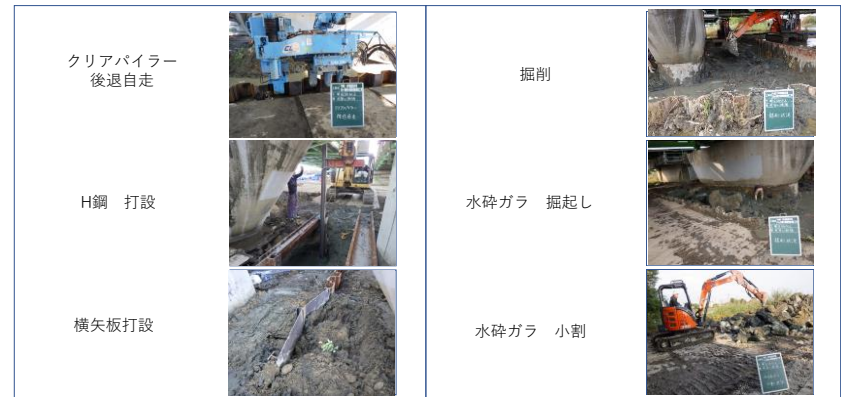 クリアパイラー
後退自走
H鋼　打設
横矢板打設
掘削
水砕ガラ　掘起し
水砕ガラ　小割